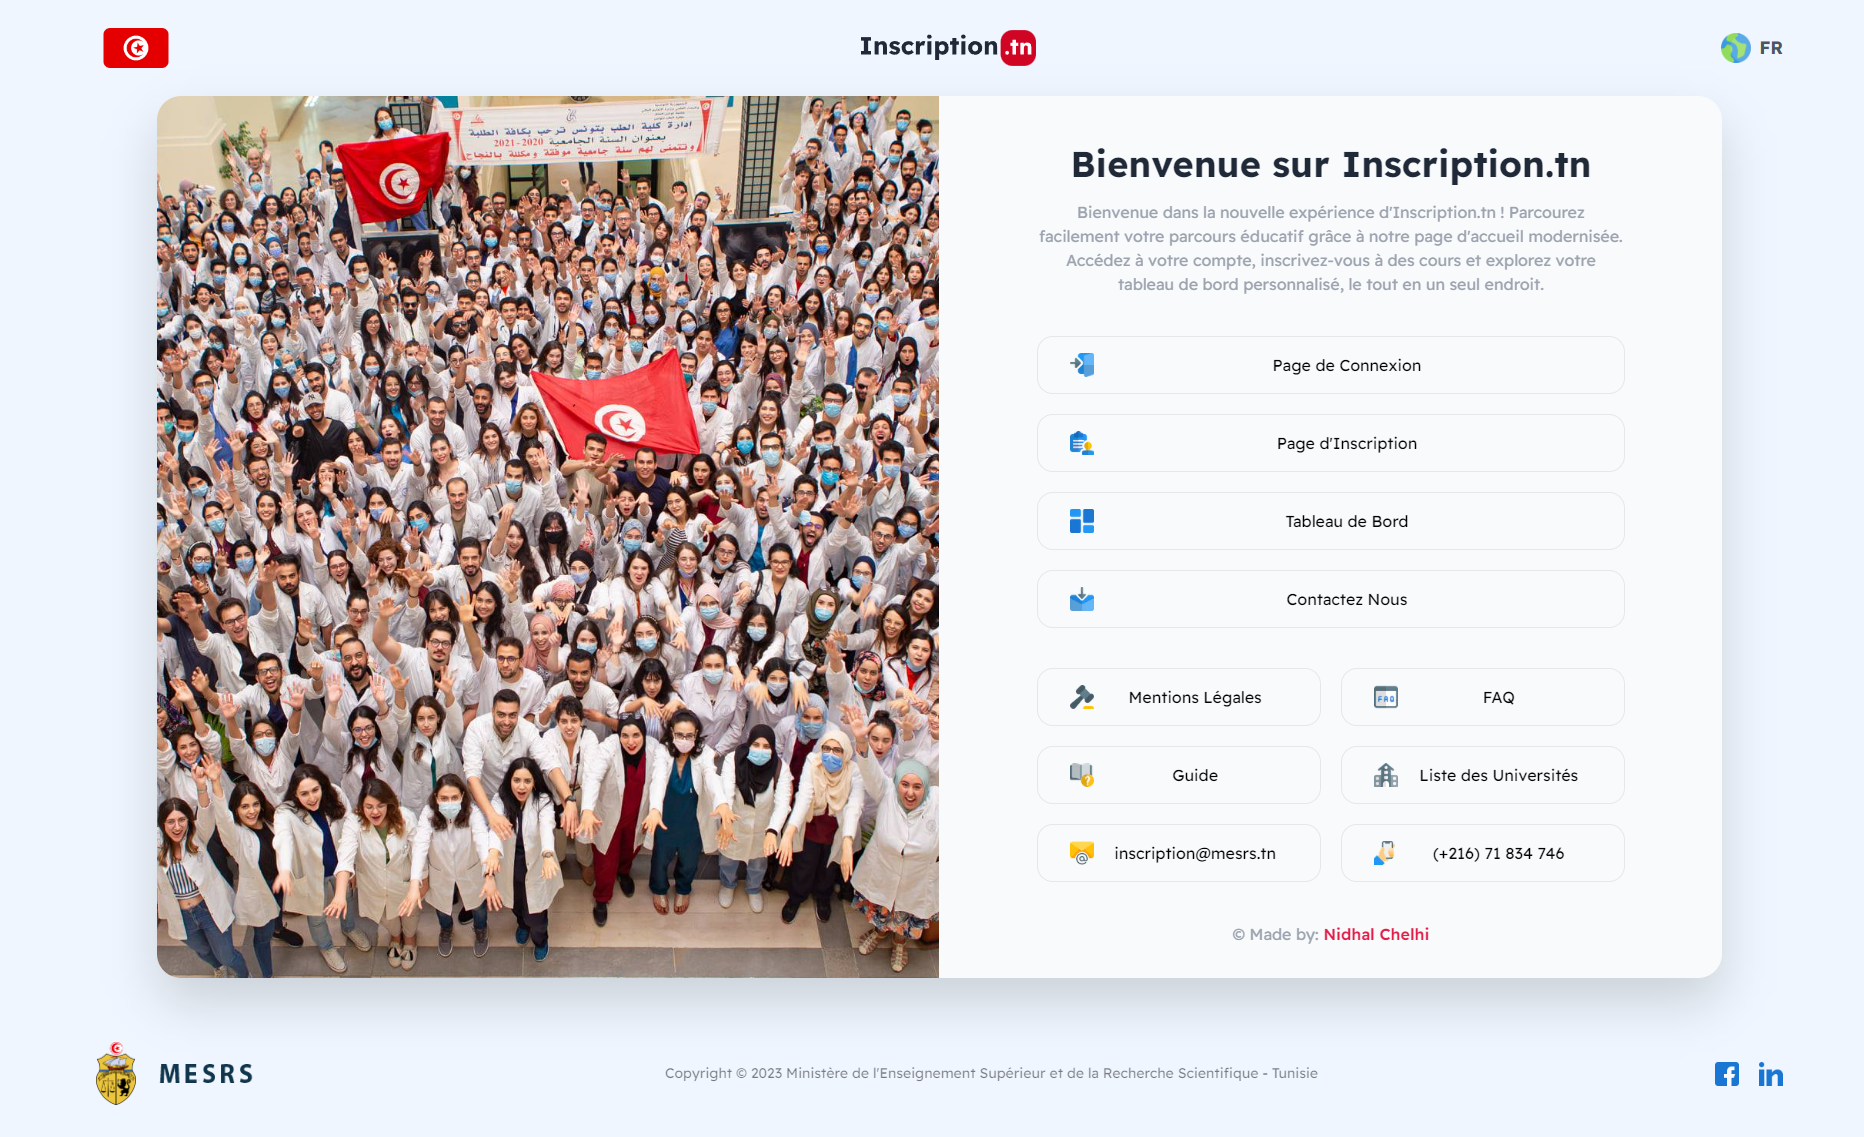 Inscription .tn
FR
إدارة كلية الطب بتونس ترحب بكافة الطلبة
بعنوان السنة الجامعية 2020-2021
وتتمنى لهم سنة جامعية موفقة ومكللة بالنجاح
Bienvenue sur Inscription.tn
Bienvenue dans la nouvelle expérience d'Inscription.tn ! Parcourez
facilement votre parcours éducatif grâce à notre page d'accueil modernisée.
Accédez à votre compte, inscrivez-vous à des cours et explorez votre
tableau de bord personnalisé, le tout en un seul endroit.
Page de Connexion
Page d'Inscription
Tableau de Bord
Contactez Nous
Mentions Légales
FAQ
FAQ
Guide
Liste des Universités
inscription@mesrs.tn
(+216) 71 834 746
© Made by: Nidhal Chelhi
MESRS
Copyright © 2023 Ministère de l'Enseignement Supérieur et de la Recherche Scientifique - Tunisie